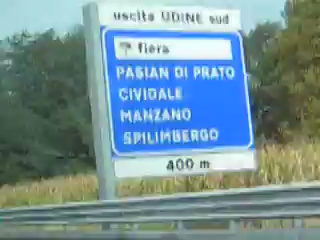 uscita UDINE sud
fiera
PASIAN DI PRATO
CIVIDALE
MANZANO
SPILIMBERGO
400 m